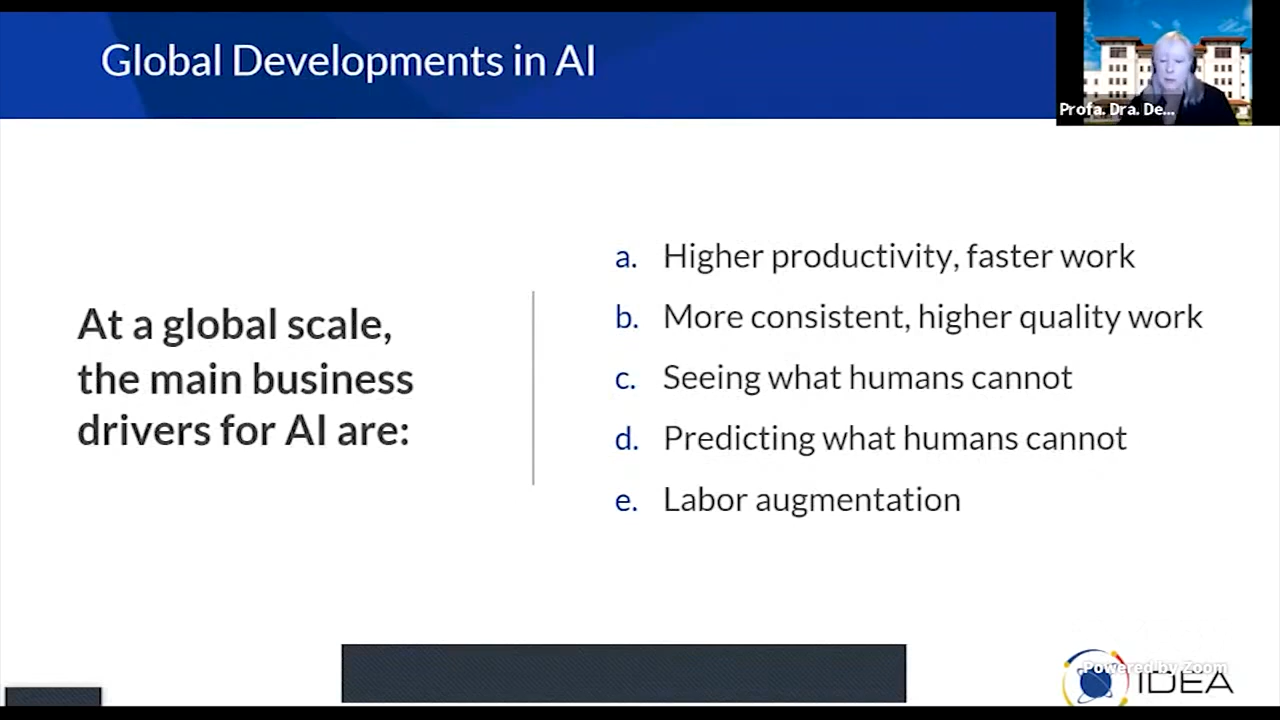 Global Developments in AI
Profa. Dra. De...
At a global scale,
the main business
drivers for AI are:
a. Higher productivity, faster work
b. More consistent, higher quality work
c. Seeing what humans cannot
d. Predicting what humans cannot
e. Labor augmentation
Powered by Zoom
IDEA